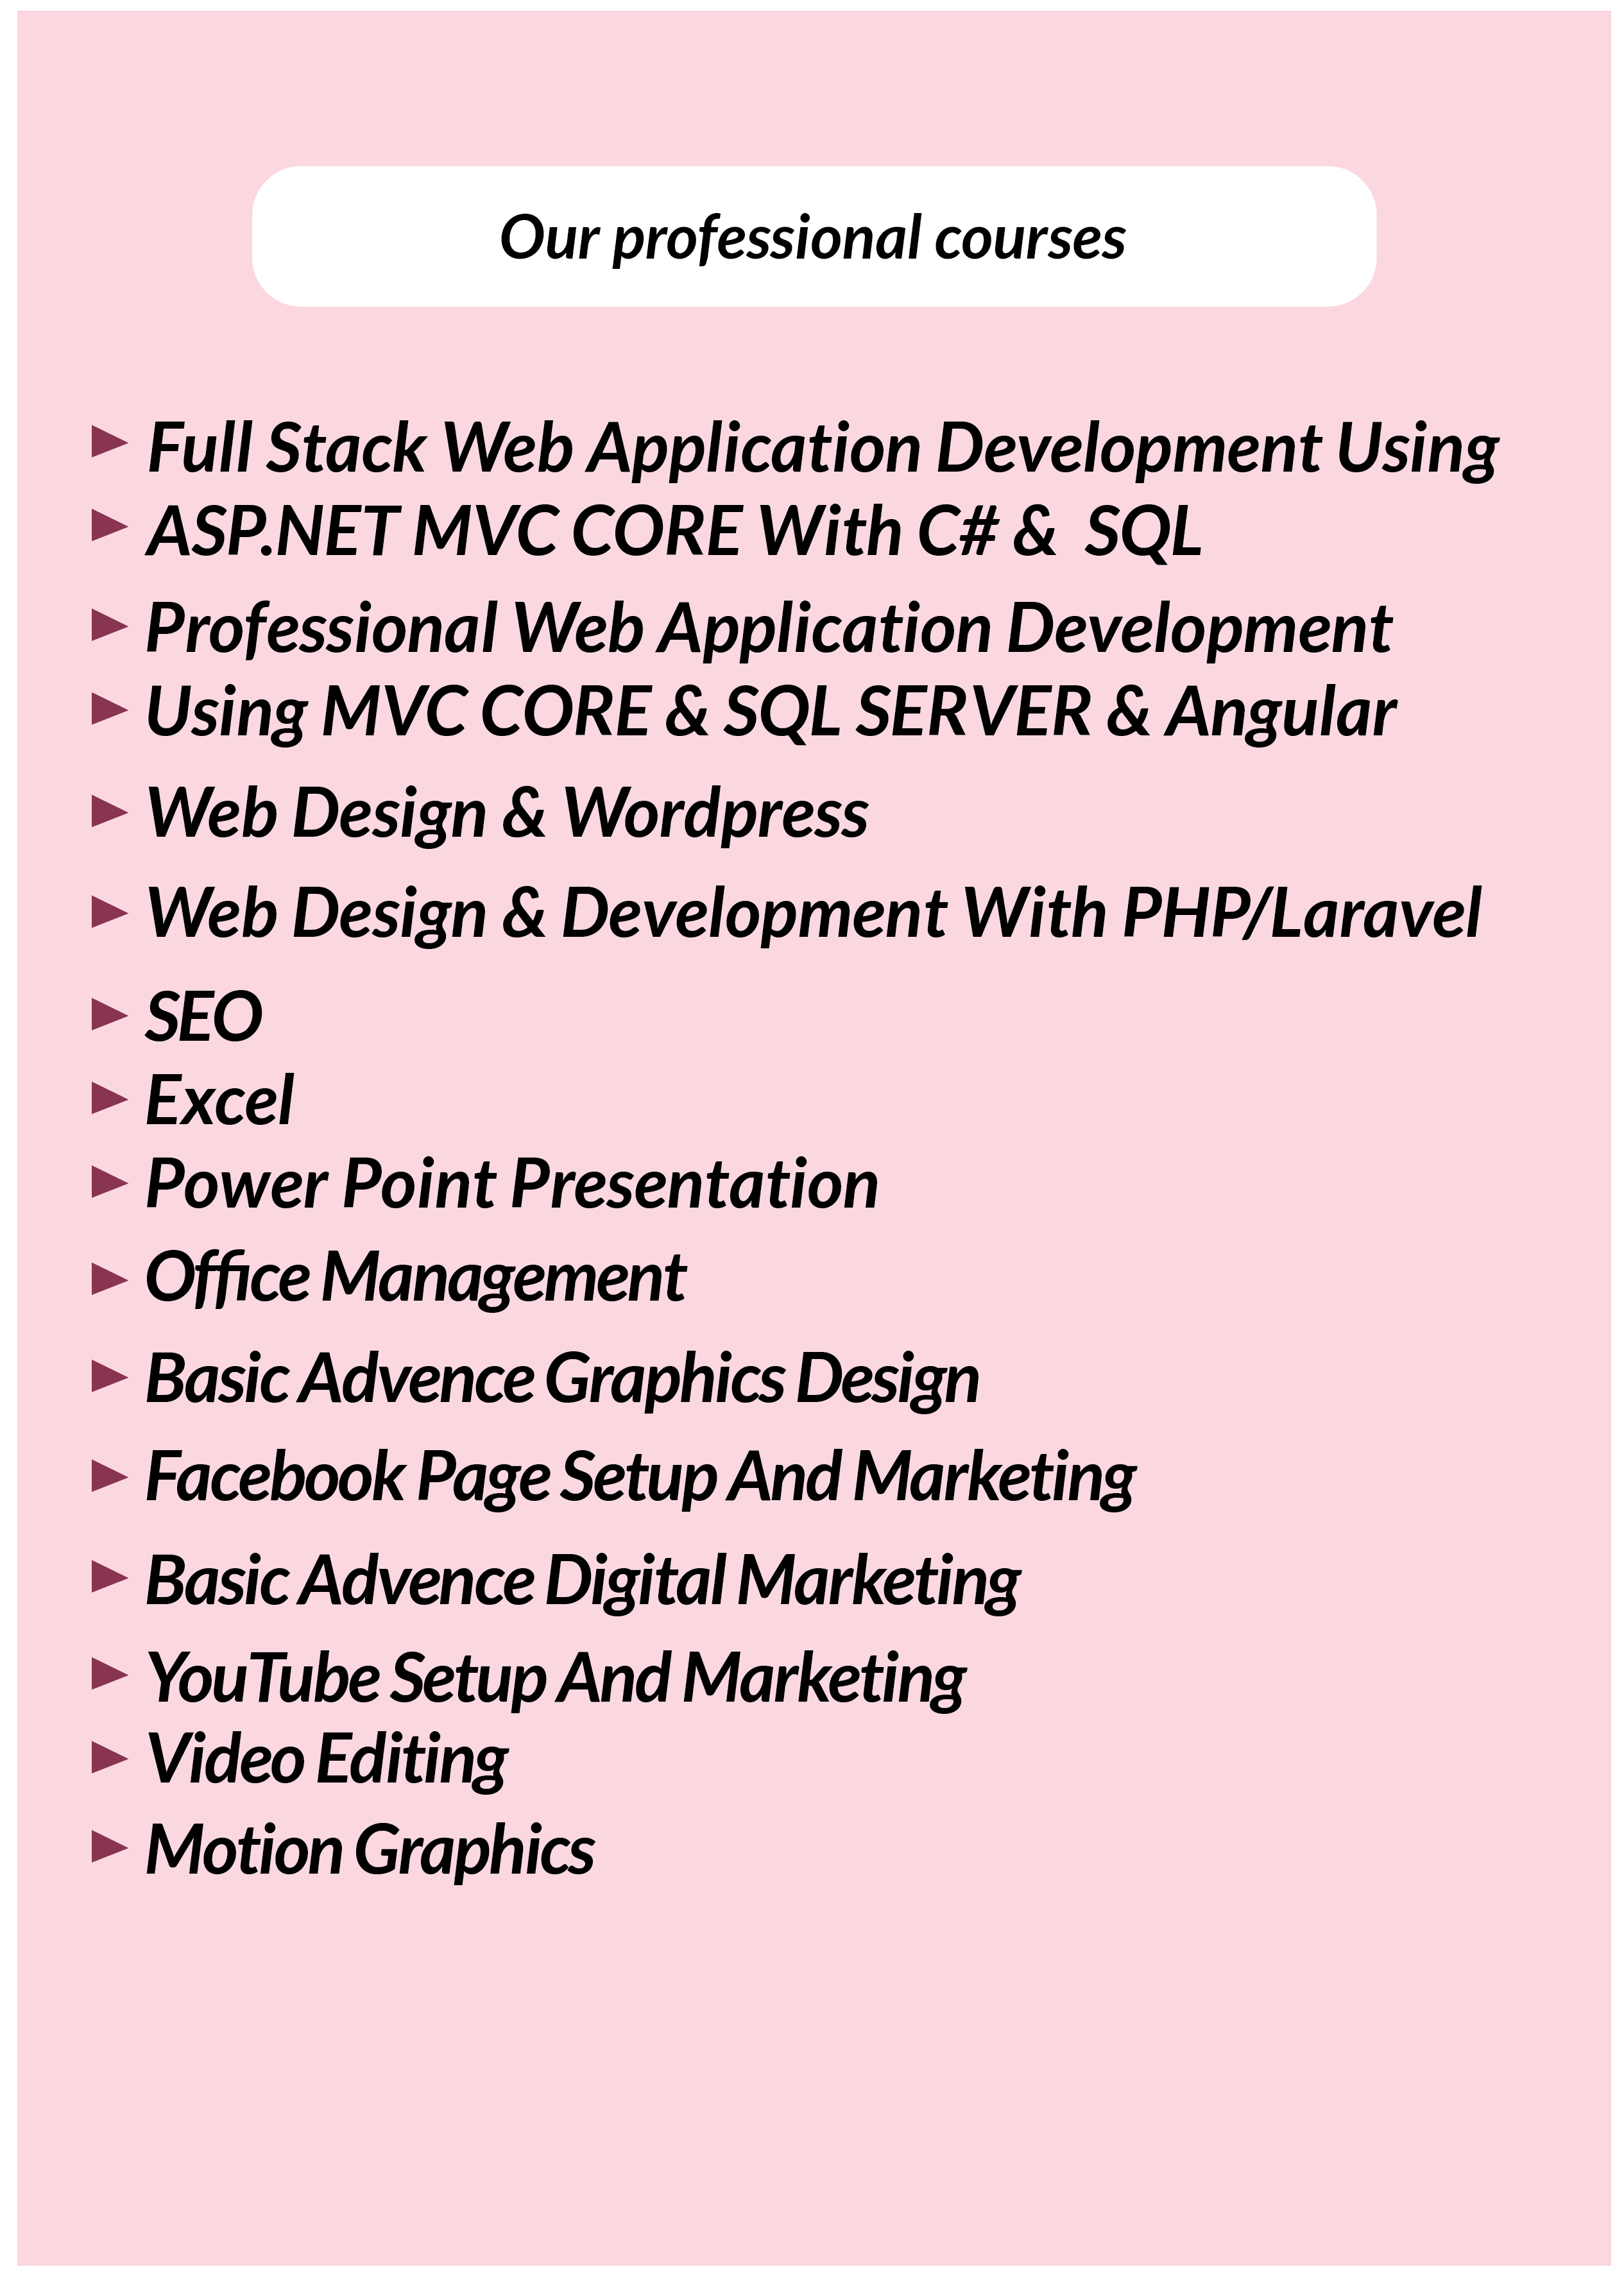 Our professional courses
Full Stack Web Application Development Using
ASP.NET MVC CORE With C# &  SQL
Professional Web Application Development
Using MVC CORE & SQL SERVER & Angular
Web Design & Wordpress
Web Design & Development With PHP/Laravel
SEO
Excel
Power Point Presentation
Office Management
Basic Advence Graphics Design
Facebook Page Setup And Marketing
Basic Advence Digital Marketing
YouTube Setup And Marketing
Video Editing
Motion Graphics